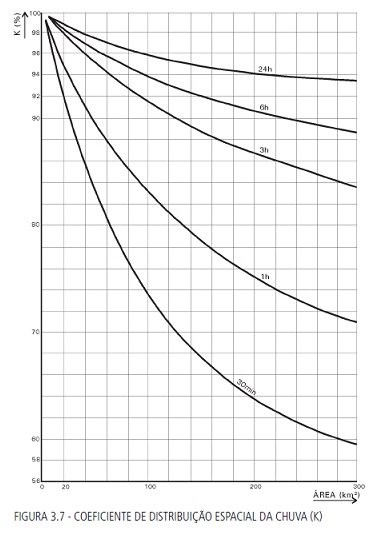 K (%)
100
98
96
94
92
90
80
70
60
58
56
24h
6h
3h
1h
30min
0 20 100 200 300
ÀREA (km²)
FIGURA 3.7 - COEFICIENTE DE DISTRIBUIÇÃO ESPACIAL DA CHUVA (K)